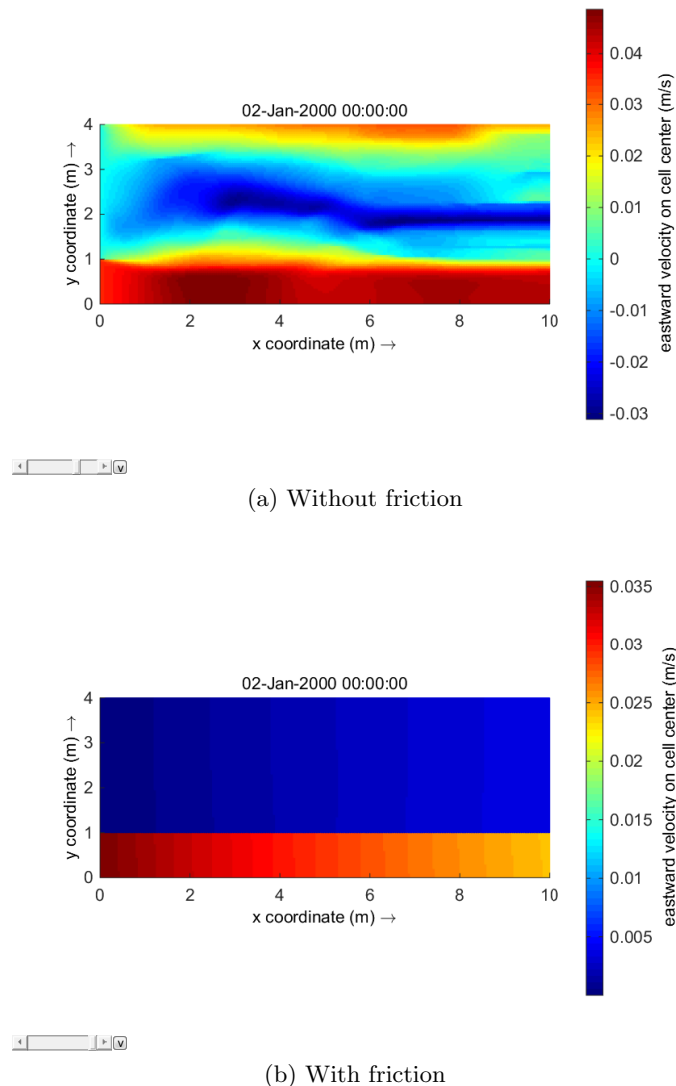 02-Jan-2000 00:00:00
4
3
2
1
0
y coordinate (m) →
0 2 4 6 8 10
x coordinate (m) →
0.04
0.03
0.02
0.01
0
-0.01
-0.02
-0.03
eastward velocity on cell center (m/s)
v
(a) Without friction
02-Jan-2000 00:00:00
4
3
2
1
0
y coordinate (m) →
0 2 4 6 8 10
x coordinate (m) →
0.035
0.03
0.025
0.02
0.015
0.01
0.005
eastward velocity on cell center (m/s)
v
(b) With friction